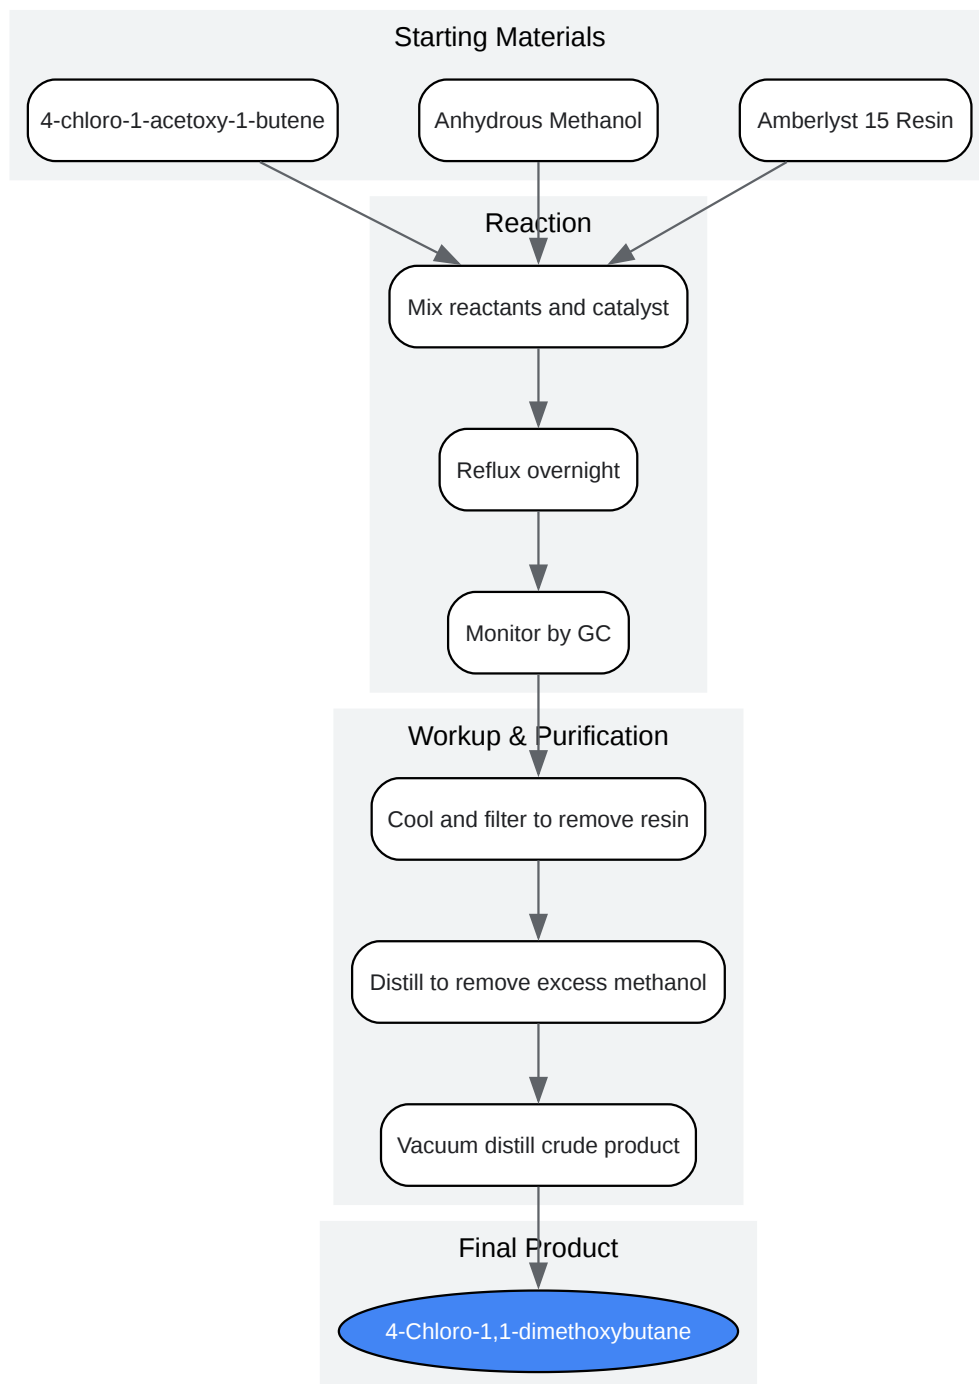 Starting Materials
4-chloro-1-acetoxy-1-butene
Anhydrous Methanol
Amberlyst 15 Resin
Reaction
Mix reactants and catalyst
Reflux overnight
Monitor by GC
Workup & Purification
Cool and filter to remove resin
Distill to remove excess methanol
Vacuum distill crude product
Final Product
4-Chloro-1,1-dimethoxybutane